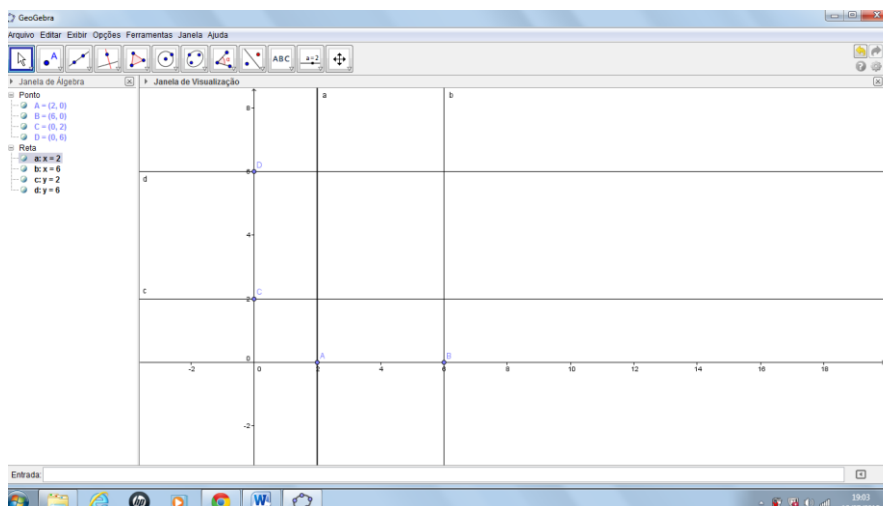 GeoGebra
Arquivo Editar Exibir Opções Ferramentas Janela Ajuda
A
α
ABC
a=2
Janela de Álgebra
Janela de Visualização
Ponto
A = (2, 0)
B = (6, 0)
C = (0, 2)
D = (0, 6)
Reta
a: x = 2
b: x = 6
c: y = 2
d: y = 6
a
b
8
D
6
d
4
c
C
2
A
B
0
-2
0
2
4
6
8
10
12
14
16
18
-2
Entrada:
hp
W
19:03